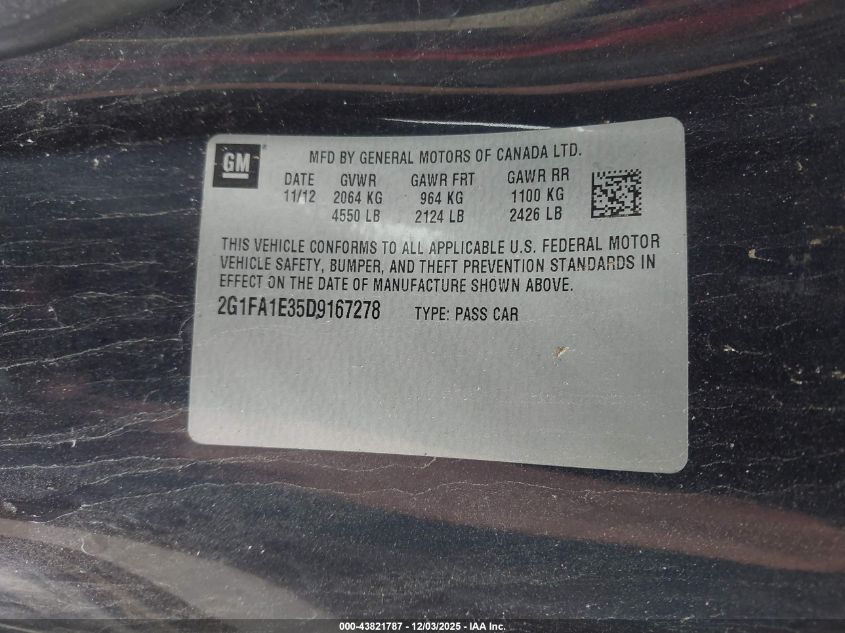 GM
MFD BY GENERAL MOTORS OF CANADA LTD.
DATE GVWR GAWR FRT GAWR RR
11/12 2064 KG 964 KG 1100 KG
4550 LB 2124 LB 2426 LB
THIS VEHICLE CONFORMS TO ALL APPLICABLE U.S. FEDERAL MOTOR
VEHICLE SAFETY, BUMPER, AND THEFT PREVENTION STANDARDS IN
EFFECT ON THE DATE OF MANUFACTURE SHOWN ABOVE.
2G1FA1E35D9167278 TYPE: PASS CAR
000-43821787 - 12/03/2025 - IAA Inc.